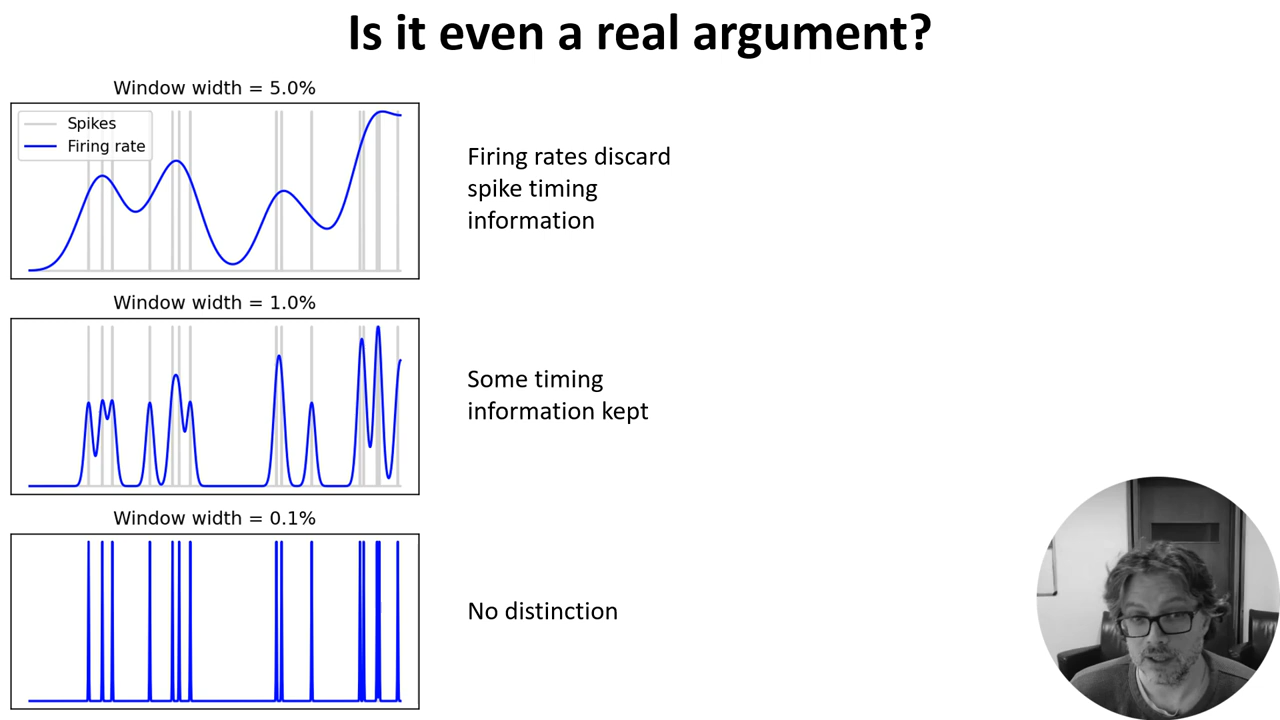 Is it even a real argument?
Window width = 5.0%
Spikes
Firing rate
Firing rates discard
spike timing
information
Window width = 1.0%
Some timing
information kept
Window width = 0.1%
No distinction